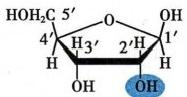 HOH₂C 5' O OH
4' H 3' 2' H 1'
H H
OH OH